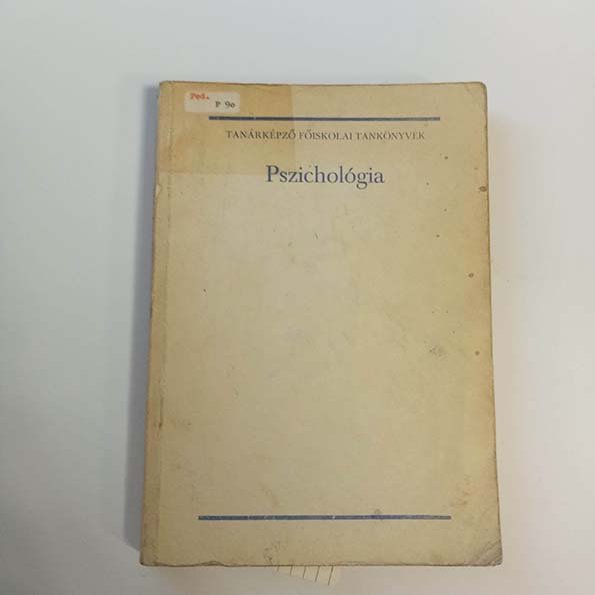 Ped.
P 90
TANÁRKÉPZŐ FŐISKOLAI TANKÖNYVEK
Pszichológia